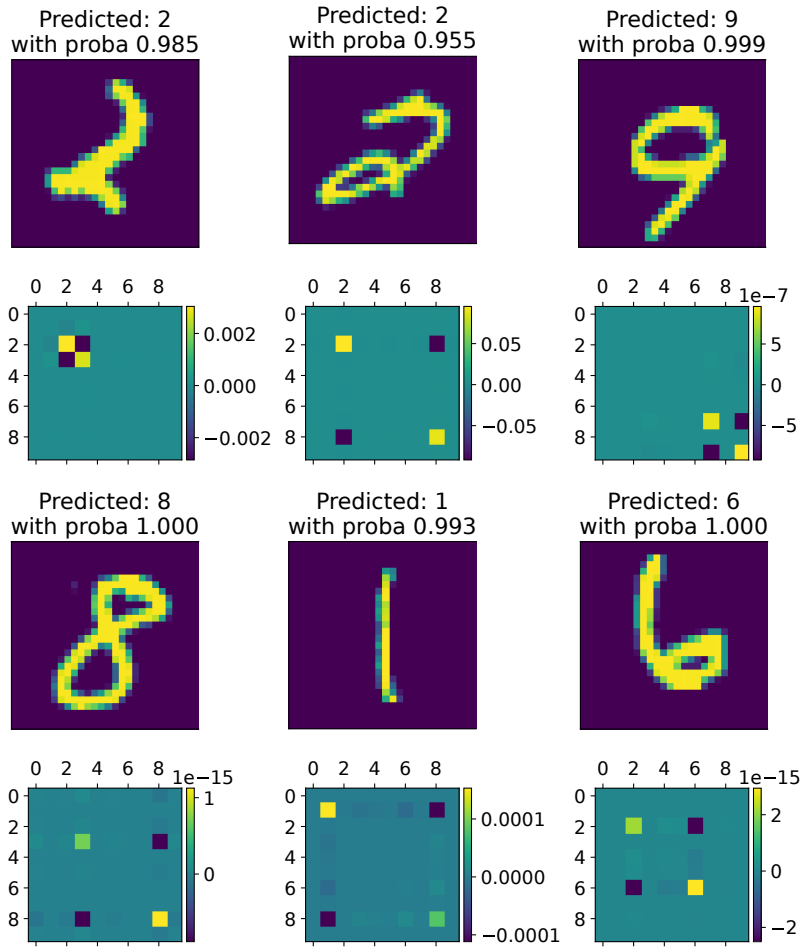 Predicted: 2 Predicted: 2 Predicted: 9
with proba 0.985 with proba 0.955 with proba 0.999
2 2 9
0 2 4 6 8 0 2 4 6 8 0 2 4 6 8 1e−7
0 2 4 6 8 0.002 0.000 −0.002
0 2 4 6 8 0.05 0.00 −0.05
0 2 4 6 8 5 0 −5
Predicted: 8 Predicted: 1 Predicted: 6
with proba 1.000 with proba 0.993 with proba 1.000
8 1 6
0 2 4 6 8 1e−15 0 2 4 6 8 0 2 4 6 8 1e−15
0 2 4 6 8 1 0
0 2 4 6 8 0.0001 0.0000 −0.0001
0 2 4 6 8 2 0 −2